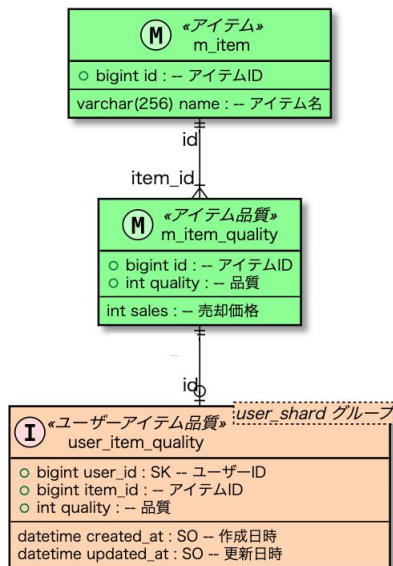 M «アイテム»
m_item
bigint id : -- アイテムID
varchar(256) name : -- アイテム名
id
item_id
M «アイテム品質»
m_item_quality
bigint id : -- アイテムID
int quality : -- 品質
int sales : -- 売却価格
id
user_shard グループ
I «ユーザーアイテム品質»
user_item_quality
bigint user_id : SK -- ユーザーID
bigint item_id : -- アイテムID
int quality : -- 品質
datetime created_at : SO -- 作成日時
datetime updated_at : SO -- 更新日時